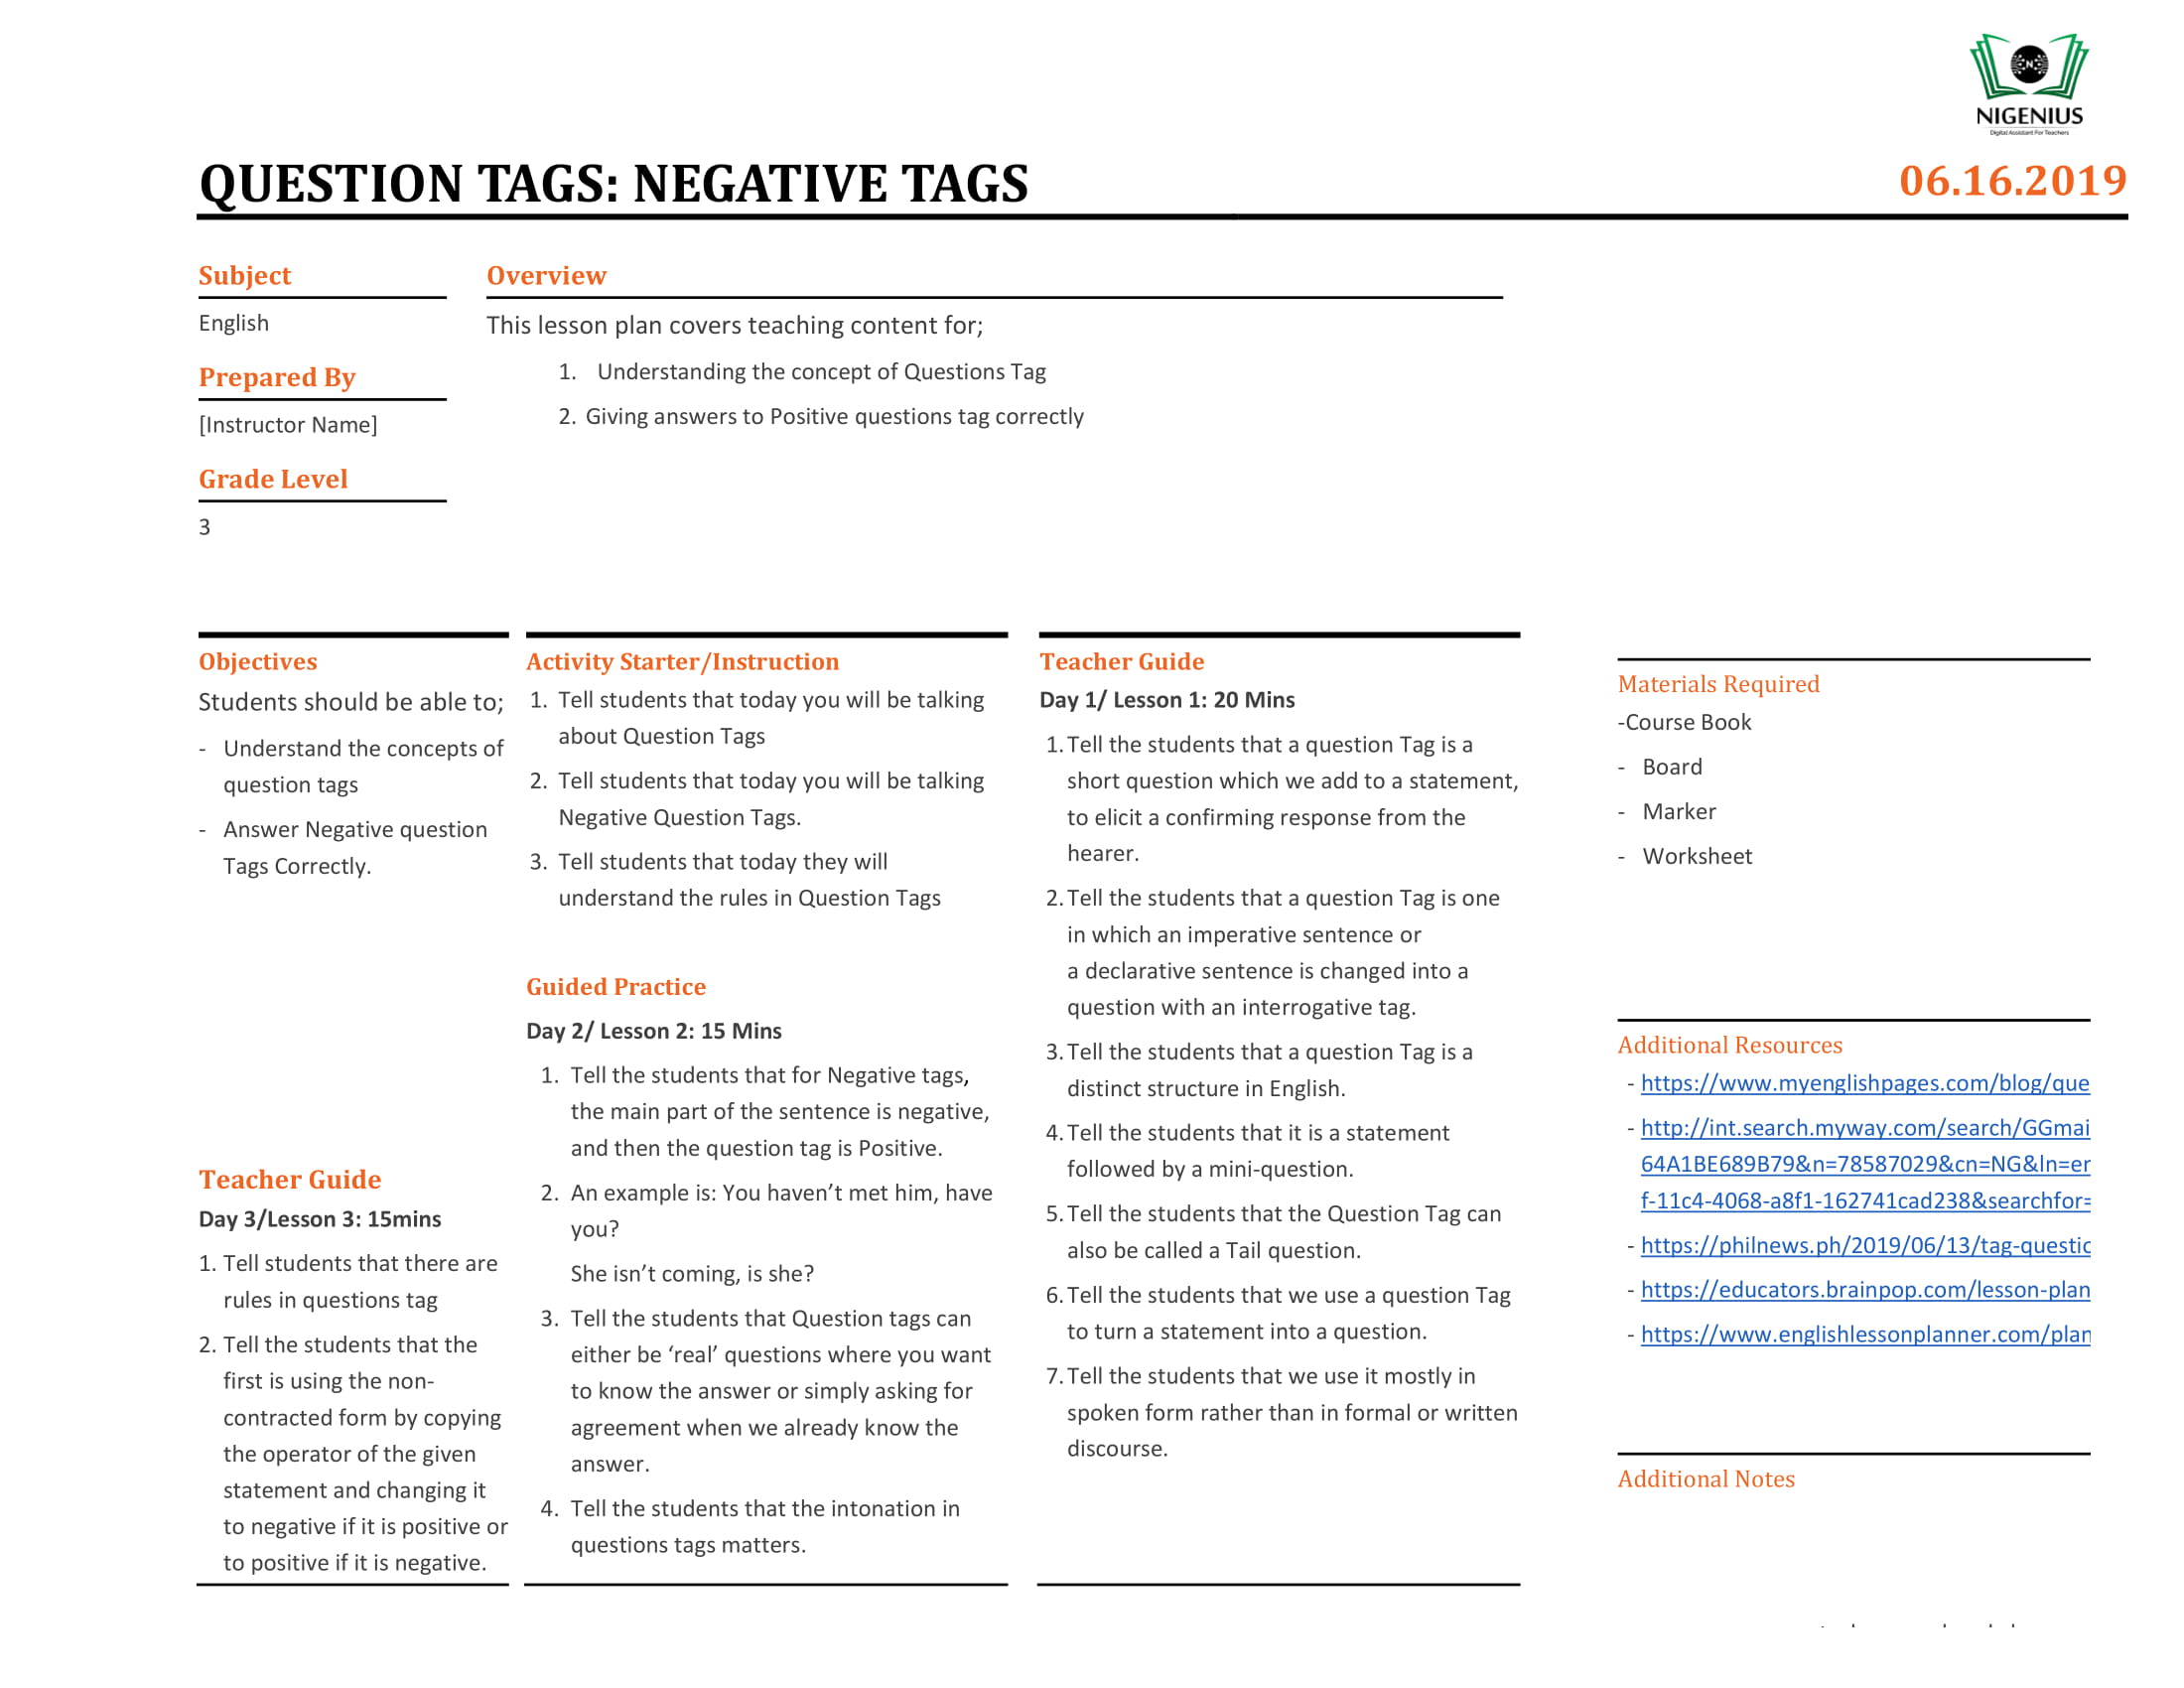 NIGENIUS
Digital Assistant For Teachers
QUESTION TAGS: NEGATIVE TAGS
06.16.2019
Subject
English
Prepared By
[Instructor Name]
Grade Level
3
Overview
This lesson plan covers teaching content for;
1. Understanding the concept of Questions Tag
2. Giving answers to Positive questions tag correctly
Objectives
Students should be able to;
- Understand the concepts of
question tags
- Answer Negative question
Tags Correctly.
Teacher Guide
Day 3/Lesson 3: 15mins
1. Tell students that there are
rules in questions tag
2. Tell the students that the
first is using the non-
contracted form by copying
the operator of the given
statement and changing it
to negative if it is positive or
to positive if it is negative.
Activity Starter/Instruction
1. Tell students that today you will be talking
about Question Tags
2. Tell students that today you will be talking
Negative Question Tags.
3. Tell students that today they will
understand the rules in Question Tags
Guided Practice
Day 2/ Lesson 2: 15 Mins
1. Tell the students that for Negative tags,
the main part of the sentence is negative,
and then the question tag is Positive.
2. An example is: You haven’t met him, have
you?
She isn’t coming, is she?
3. Tell the students that Question tags can
either be ‘real’ questions where you want
to know the answer or simply asking for
agreement when we already know the
answer.
4. Tell the students that the intonation in
questions tags matters.
Teacher Guide
Day 1/ Lesson 1: 20 Mins
1. Tell the students that a question Tag is a
short question which we add to a statement,
to elicit a confirming response from the
hearer.
2. Tell the students that a question Tag is one
in which an imperative sentence or
a declarative sentence is changed into a
question with an interrogative tag.
3. Tell the students that a question Tag is a
distinct structure in English.
4. Tell the students that it is a statement
followed by a mini-question.
5. Tell the students that the Question Tag can
also be called a Tail question.
6. Tell the students that we use a question Tag
to turn a statement into a question.
7. Tell the students that we use it mostly in
spoken form rather than in formal or written
discourse.
Materials Required
-Course Book
- Board
- Marker
- Worksheet
Additional Resources
- https://www.myenglishpages.com/blog/que
- http://int.search.myway.com/search/GGmai
64A1BE689B79&n=78587029&cn=NG&ln=er
f-11c4-4068-a8f1-162741cad238&searchfor=
- https://philnews.ph/2019/06/13/tag-questic
- https://educators.brainpop.com/lesson-plan
- https://www.englishlessonplanner.com/plan
Additional Notes